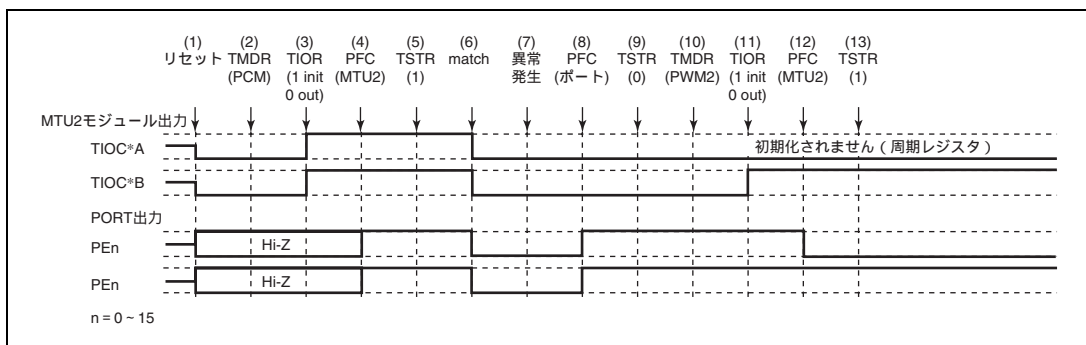 (1) (2) (3) (4) (5) (6) (7) (8) (9) (10) (11) (12) (13)
リセット TMDR TIOR PFC TSTR match 異常 PFC TSTR TMDR TIOR PFC TSTR
(PCM) (1 init (MTU2) (1) 発生 (ポート) (0) (PWM2) (1 init (MTU2) (1)
0 out) 0 out)
MTU2モジュール出力
TIOC*A 初期化されません ( 周期レジスタ )
TIOC*B
PORT出力
PEn Hi-Z
PEn Hi-Z
n = 0 ~ 15